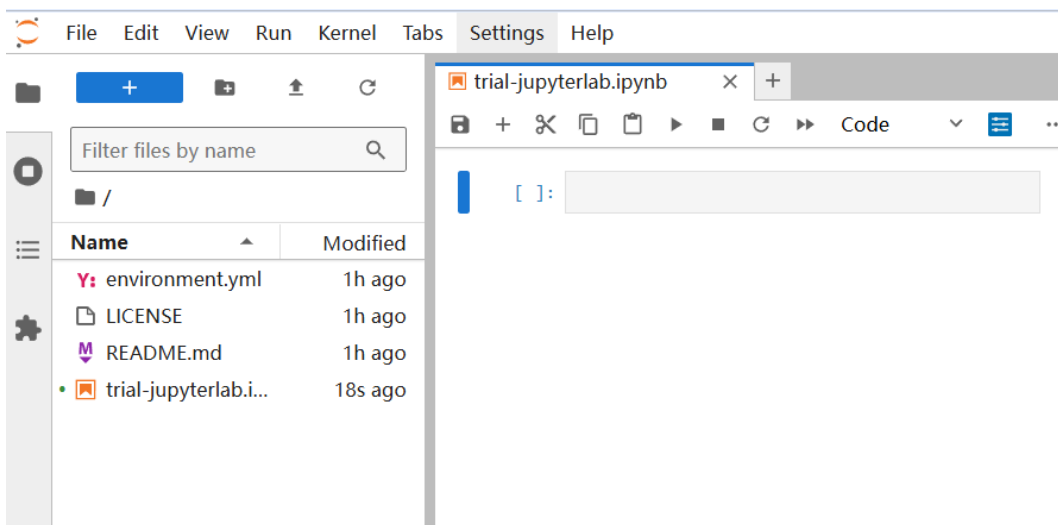 File Edit View Run Kernel Tabs Settings Help
trial-jupyterlab.ipynb
Code
Filter files by name
/
[ ]:
Name Modified
Y: environment.yml 1h ago
LICENSE 1h ago
M README.md 1h ago
trial-jupyterlab.i... 18s ago